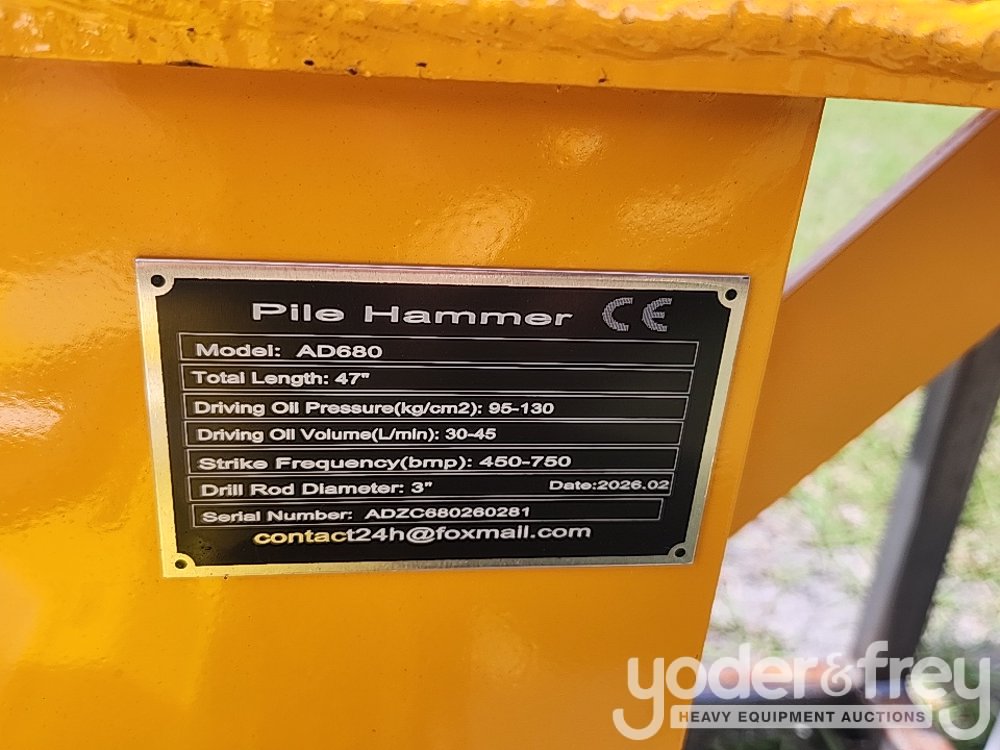 Pile Hammer CE
Model: AD680
Total Length: 47"
Driving Oil Pressure(kg/cm2): 95-130
Driving Oil Volume(L/min): 30-45
Strike Frequency(bmp): 450-750
Drill Rod Diameter: 3" Date:2026.02
Serial Number: ADZC680260281
contact24h@foxmail.com
yoder&frey
HEAVY EQUIPMENT AUCTIONS